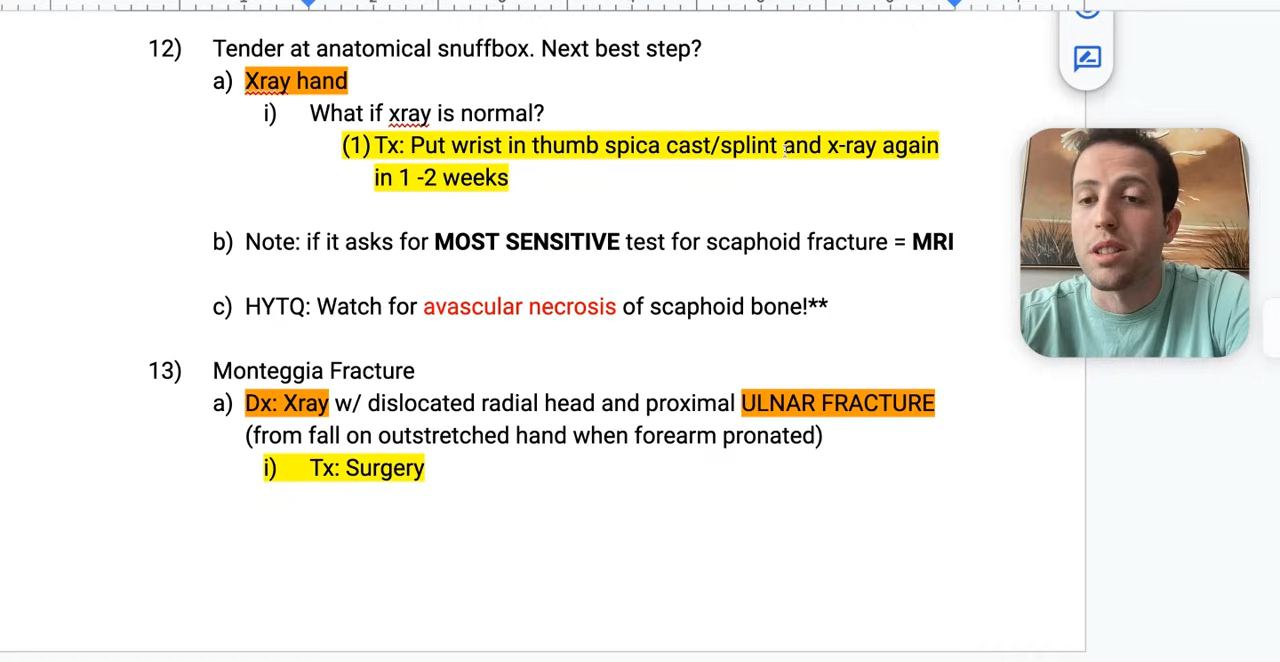 12) Tender at anatomical snuffbox. Next best step?
a) Xray hand
i) What if xray is normal?
(1) Tx: Put wrist in thumb spica cast/splint and x-ray again
in 1 -2 weeks
b) Note: if it asks for MOST SENSITIVE test for scaphoid fracture = MRI
c) HYTQ: Watch for avascular necrosis of scaphoid bone!**
13) Monteggia Fracture
a) Dx: Xray w/ dislocated radial head and proximal ULNAR FRACTURE
(from fall on outstretched hand when forearm pronated)
i) Tx: Surgery